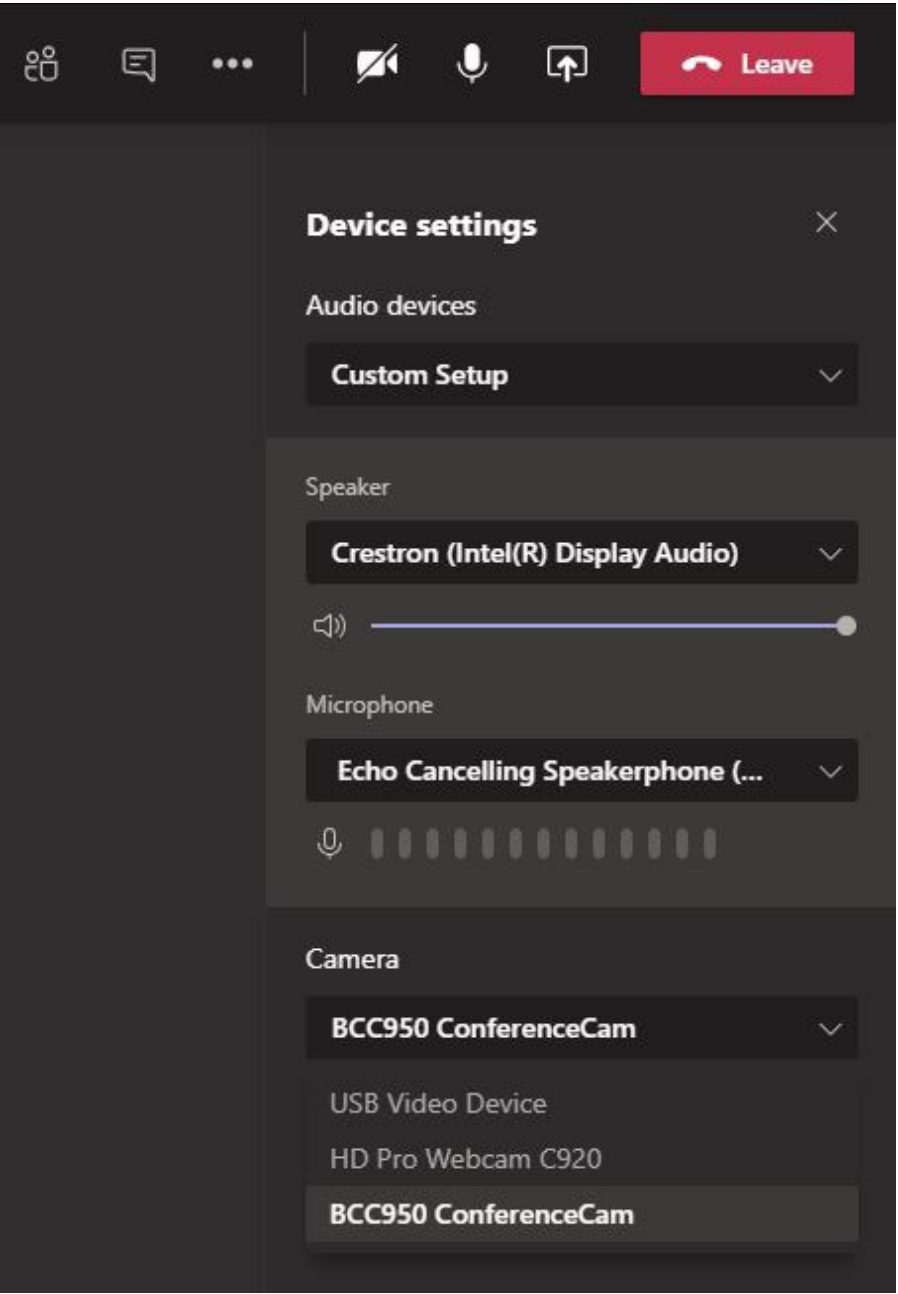 Leave
Device settings
Audio devices
Custom Setup
Speaker
Crestron (Intel(R) Display Audio)
Microphone
Echo Cancelling Speakerphone (...
Camera
BCC950 ConferenceCam
USB Video Device
HD Pro Webcam C920
BCC950 ConferenceCam